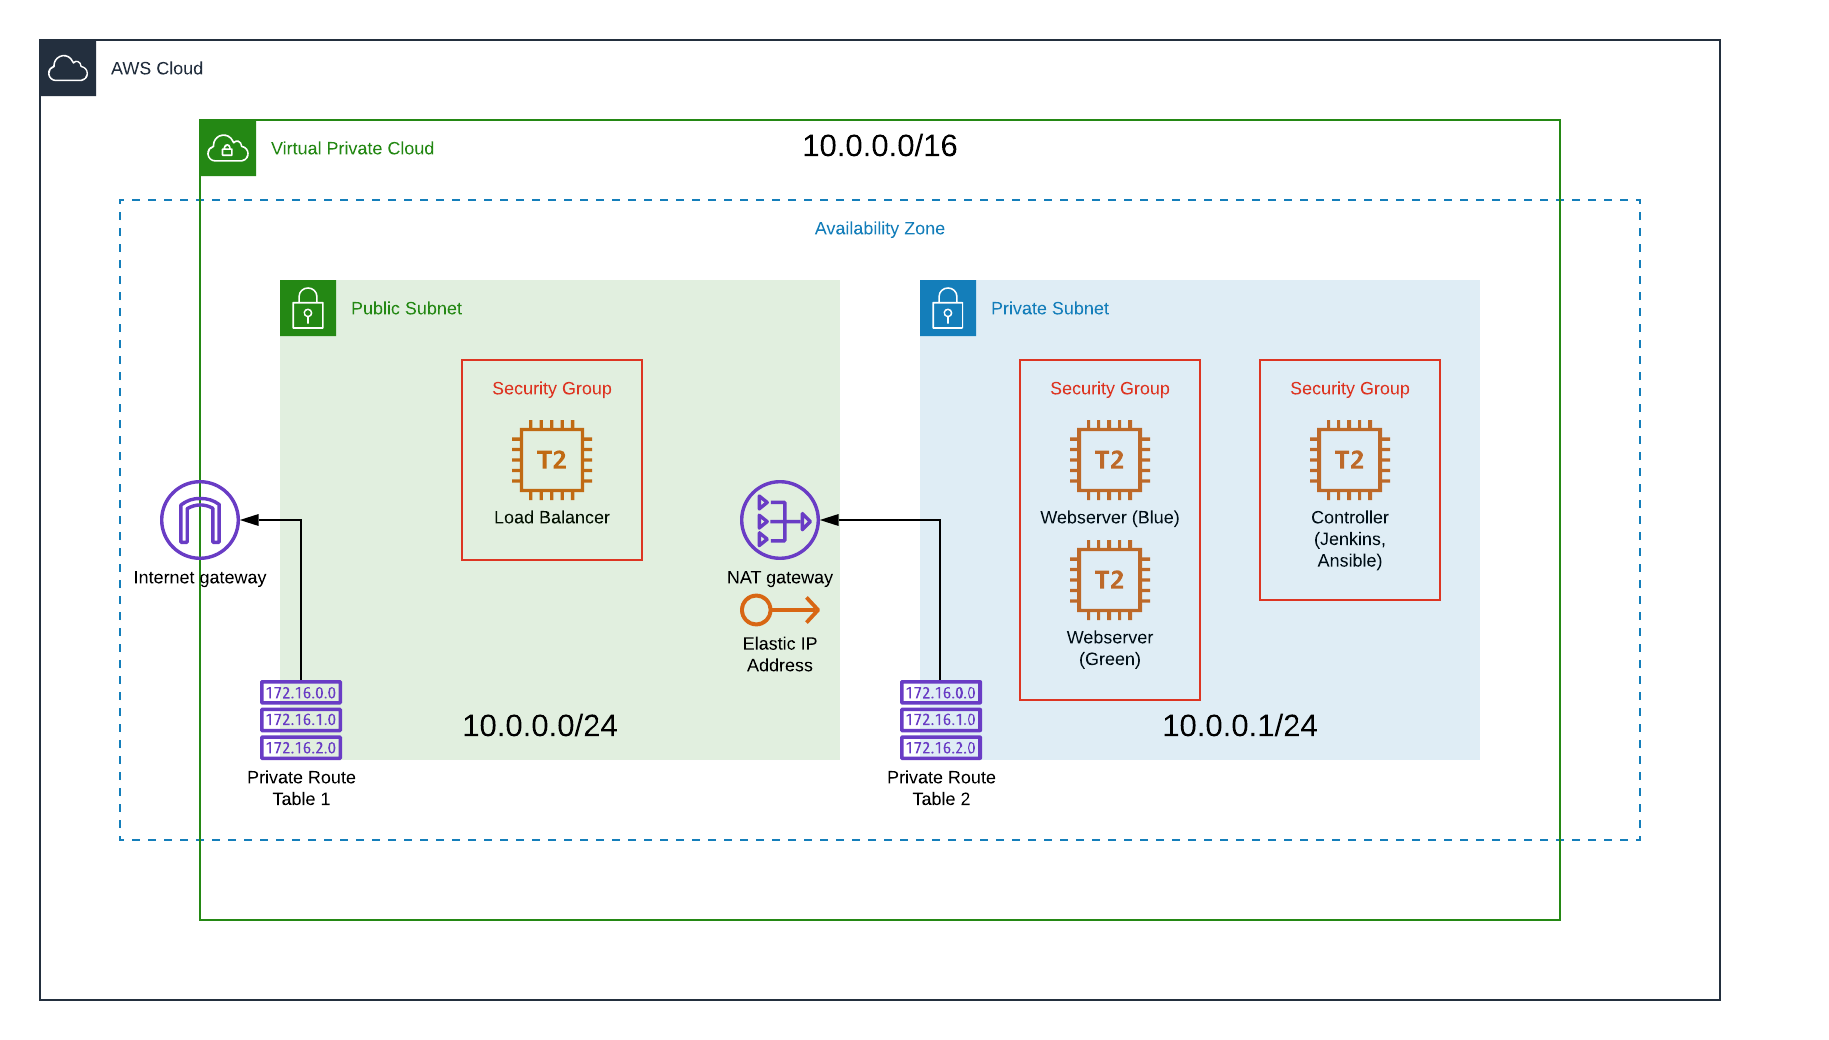 AWS Cloud
Virtual Private Cloud
10.0.0.0/16
Availability Zone
Public Subnet
Security Group
T2
Load Balancer
Internet gateway
NAT gateway
Elastic IP
Address
172.16.0.0
172.16.1.0
172.16.2.0
Private Route
Table 1
10.0.0.0/24
Private Subnet
Security Group
T2
Webserver (Blue)
T2
Webserver
(Green)
Security Group
T2
Controller
(Jenkins,
Ansible)
172.16.0.0
172.16.1.0
172.16.2.0
Private Route
Table 2
10.0.0.1/24